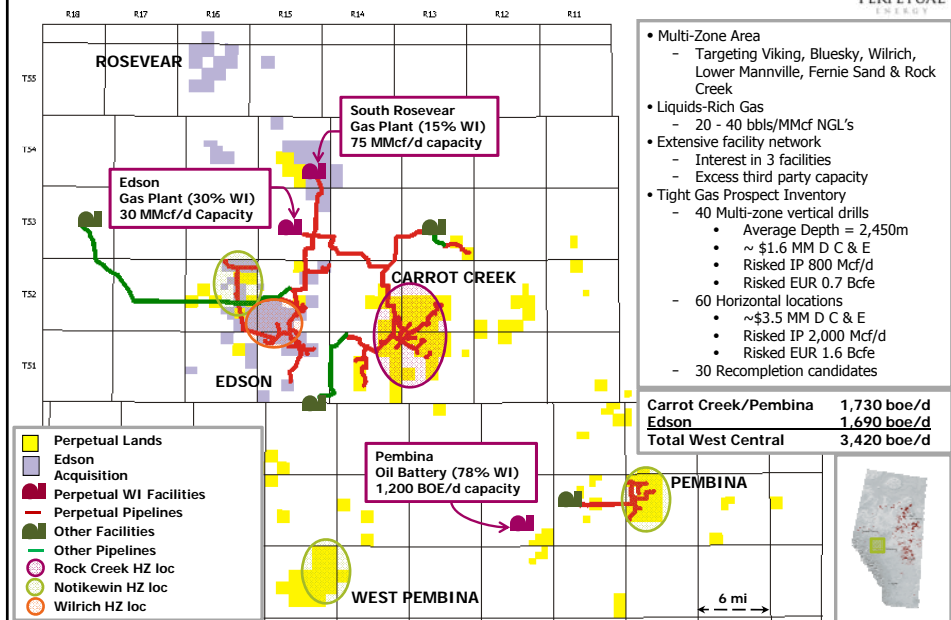 PERPETUAL
ENERGY
R18 R17 R16 R15 R14 R13 R11
T55
T54
T53
T52
T51
ROSEVEAR
South Rosevear
Gas Plant (15% WI)
75 MMcf/d capacity
Edson
Gas Plant (30% WI)
30 MMcf/d Capacity
CARROT CREEK
EDSON
Pembina
Oil Battery (78% WI)
1,200 BOE/d capacity
PEMBINA
WEST PEMBINA
6 mi
Perpetual Lands
Edson
Acquisition
Perpetual WI Facilities
Perpetual Pipelines
Other Facilities
Other Pipelines
Rock Creek HZ loc
Notikewin HZ loc
Wilrich HZ loc
• Multi-Zone Area
– Targeting Viking, Bluesky, Wilrich,
Lower Mannville, Fernie Sand & Rock
Creek
• Liquids-Rich Gas
– 20 - 40 bbls/MMcf NGL's
• Extensive facility network
– Interest in 3 facilities
– Excess third party capacity
• Tight Gas Prospect Inventory
– 40 Multi-zone vertical drills
• Average Depth = 2,450m
• ~ $1.6 MM D C & E
• Risked IP 800 Mcf/d
• Risked EUR 0.7 Bcfe
– 60 Horizontal locations
• ~$3.5 MM D C & E
• Risked IP 2,000 Mcf/d
• Risked EUR 1.6 Bcfe
– 30 Recompletion candidates
Carrot Creek/Pembina 1,730 boe/d
Edson 1,690 boe/d
Total West Central 3,420 boe/d